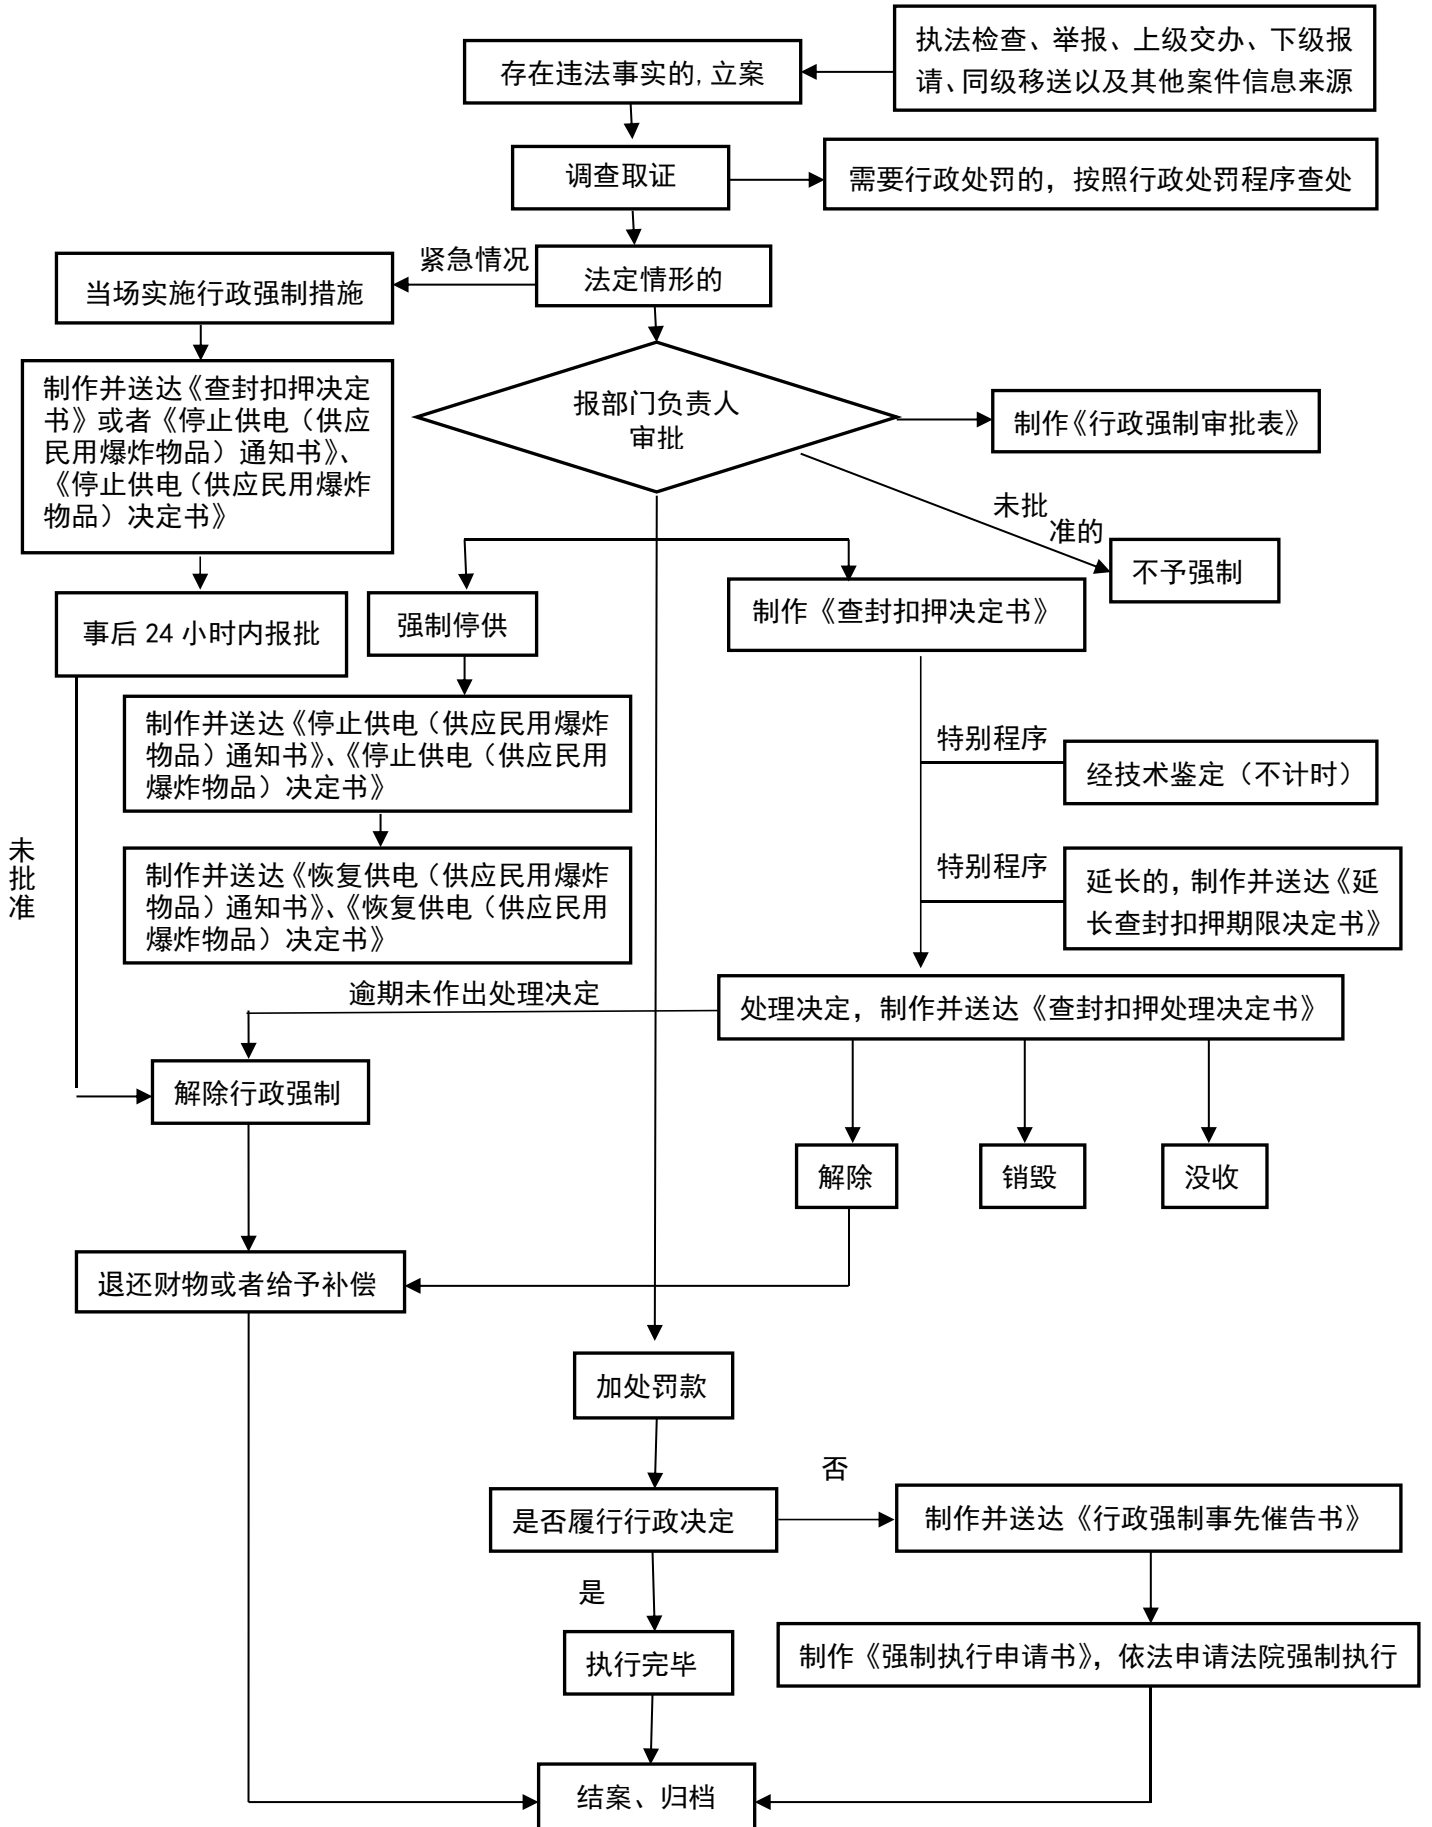 执法检查、举报、上级交办、下级报
请、同级移送以及其他案件信息来源
存在违法事实的,立案
调查取证
需要行政处罚的，按照行政处罚程序查处
紧急情况
法定情形的
当场实施行政强制措施
制作并送达《查封扣押决定
书》或者《停止供电（供应
民用爆炸物品）通知书》、
《停止供电（供应民用爆炸
物品）决定书》
报部门负责人
审批
制作《行政强制审批表》
未批
准的
不予强制
事后 24 小时内报批
强制停供
制作《查封扣押决定书》
制作并送达《停止供电（供应民用爆炸
物品）通知书》、《停止供电（供应民用
爆炸物品）决定书》
特别程序
经技术鉴定（不计时）
未
批
准
制作并送达《恢复供电（供应民用爆炸
物品）通知书》、《恢复供电（供应民用
爆炸物品）决定书》
特别程序
延长的，制作并送达《延
长查封扣押期限决定书》
逾期未作出处理决定
处理决定，制作并送达《查封扣押处理决定书》
解除行政强制
解除
销毁
没收
退还财物或者给予补偿
加处罚款
否
是否履行行政决定
制作并送达《行政强制事先催告书》
是
执行完毕
制作《强制执行申请书》，依法申请法院强制执行
结案、归档